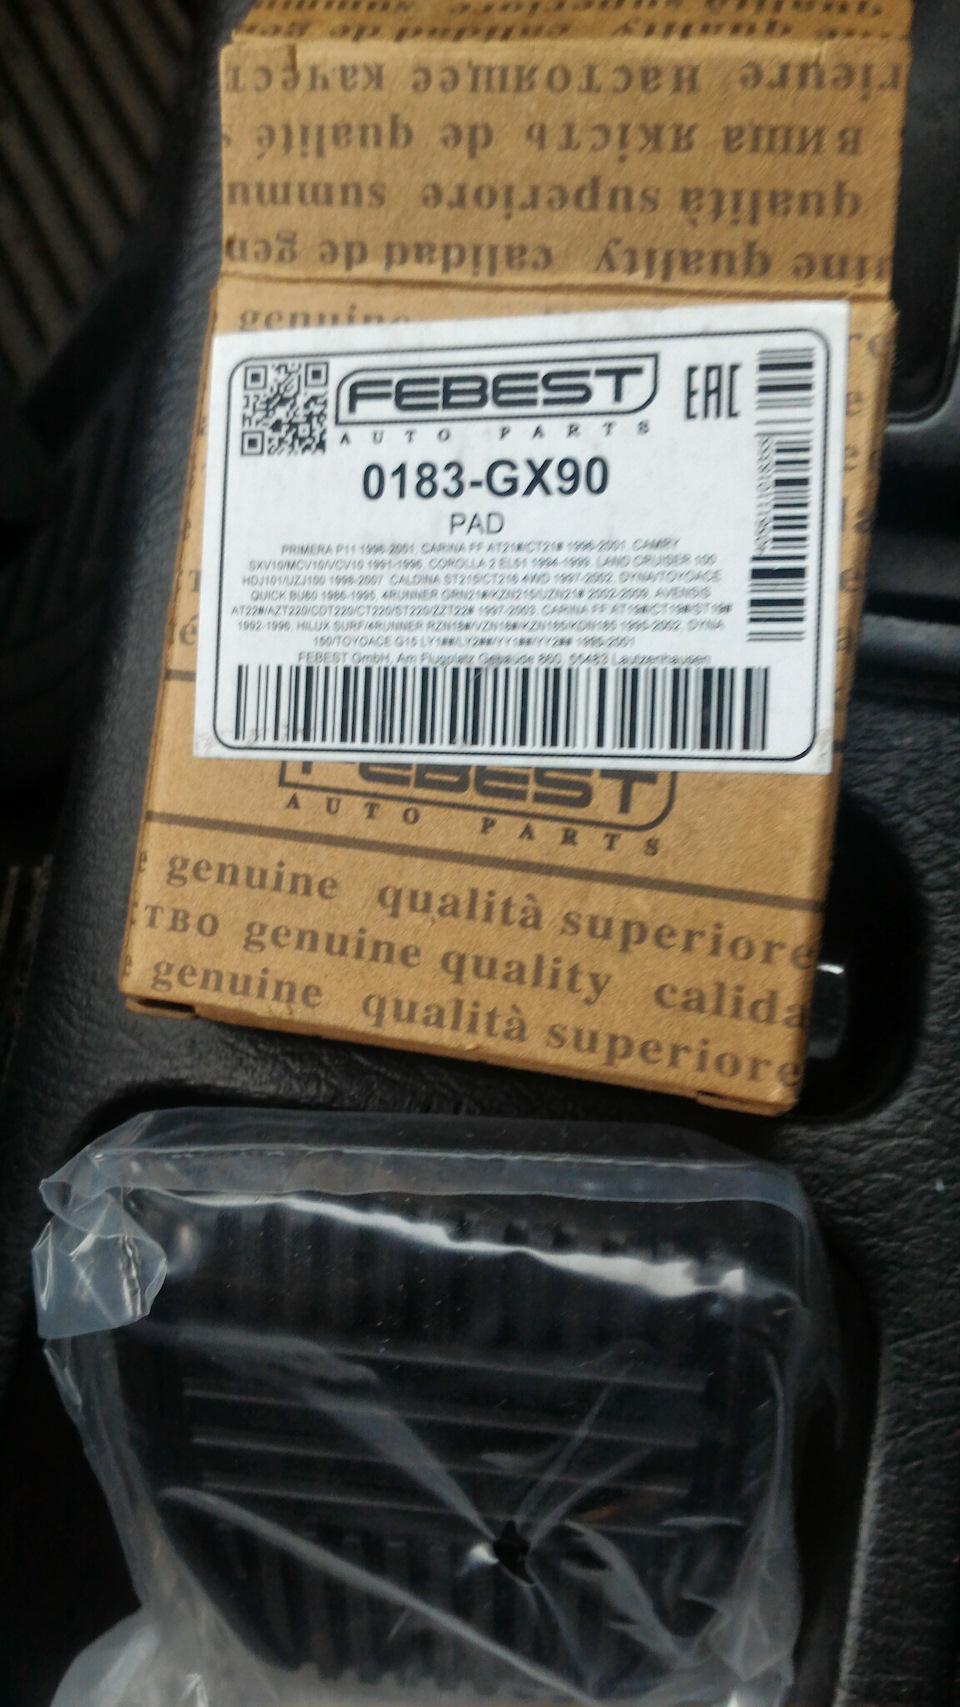 настоящее качест
rieure
вища якість de qualité
qualità superiore summu
ine quality calidad de gen
genuine
FEBEST
AUTO PARTS
EAC
0183-GX90
PAD
PRIMERA P11 1996-2001, CARINA FF AT21#/CT21# 1996-2001, CAMRY
SXV10/MCV10/VCV10 1991-1996, COROLLA 2 EL51 1994-1999, LAND CRUISER 100
HDJ101/UZJ100 1998-2007, CALDINA ST215/CT216 4WD 1997-2002, DYNA/TOYOACE
QUICK BU60 1986-1995, 4RUNNER GRN21#/KZN215/UZN21# 2002-2009, AVENSIS
AT22#/AZT220/CDT220/CT220/ST220/ZZT22# 1997-2003, CARINA FF AT19#/CT19#/ST19#
1992-1996, HILUX SURF/4RUNNER RZN18#/VZN18#/KZN185/KDN185 1995-2002, DYNA
150/TOYOACE G15 LY1##/LY2##/YY1##/YY2## 1995-2001
FEBEST GmbH, Am Flugplatz Gebäude 860, 55483 Lautzenhausen
FEBEST
AUTO PARTS
genuine qualità superiore
ство genuine quality calida
genuine qualità superiore